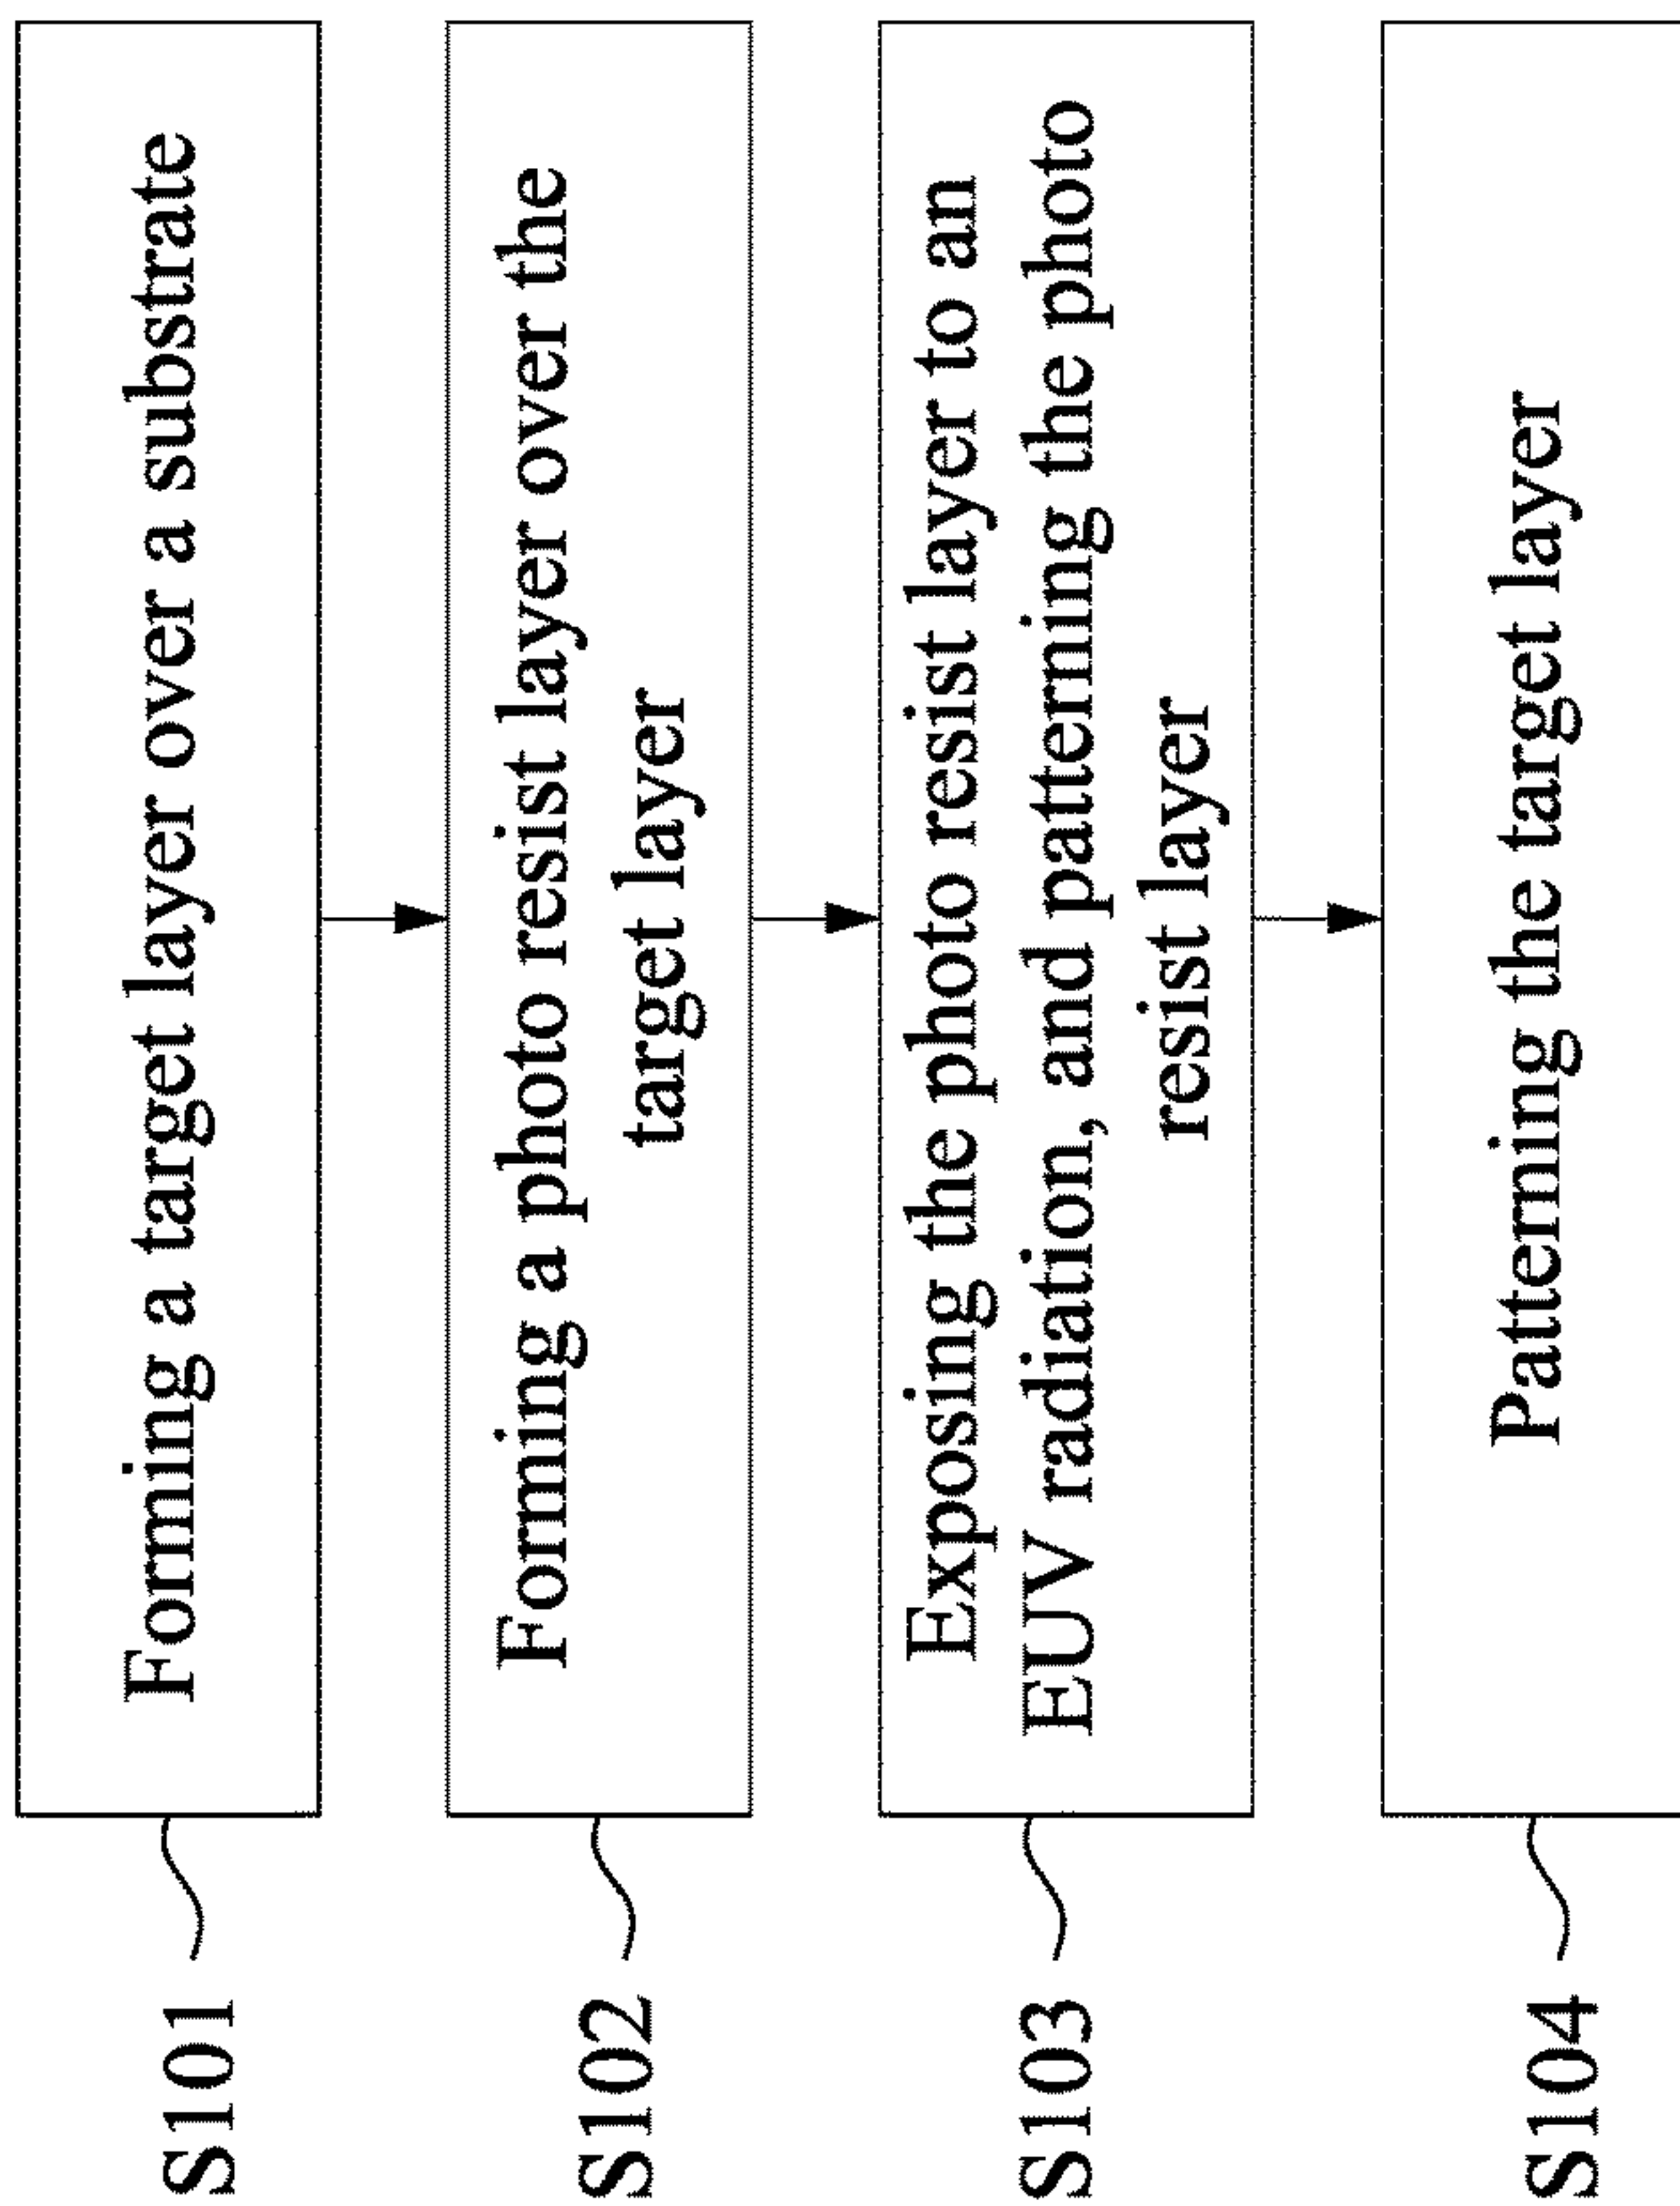 S101
Forming a target layer over a substrate
S102
Forming a photo resist layer over the
target layer
S103
Exposing the photo resist layer to an
EUV radiation, and patterning the photo
resist layer
S104
Patterning the target layer